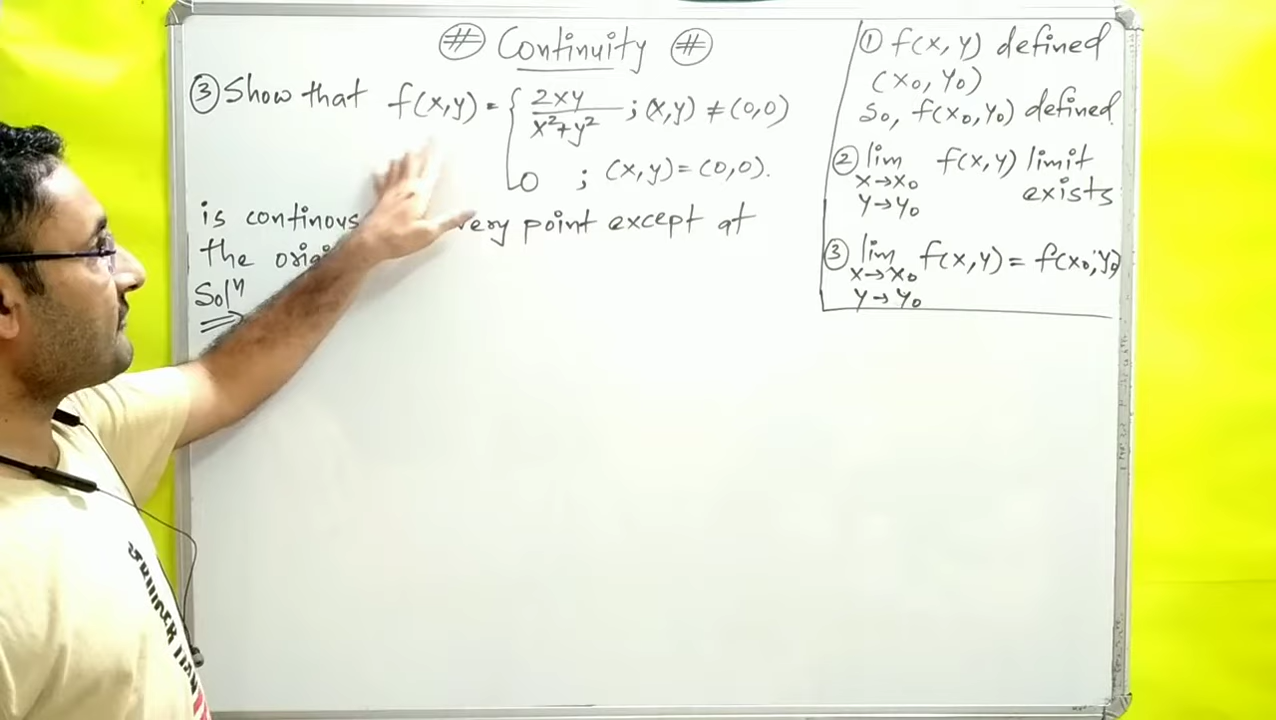 # Continuity #
③ Show that f(x,y) = { 2xy / x²+y² ; (x,y) ≠ (0,0)
0 ; (x,y) = (0,0).
is continous very point except at
the origi
Solⁿ
① f(x,y) defined
(x₀, y₀)
So, f(x₀,y₀) defined
② lim f(x,y) limit
x→x₀ exists
y→y₀
③ lim f(x,y) = f(x₀,y₀)
x→x₀
y→y₀